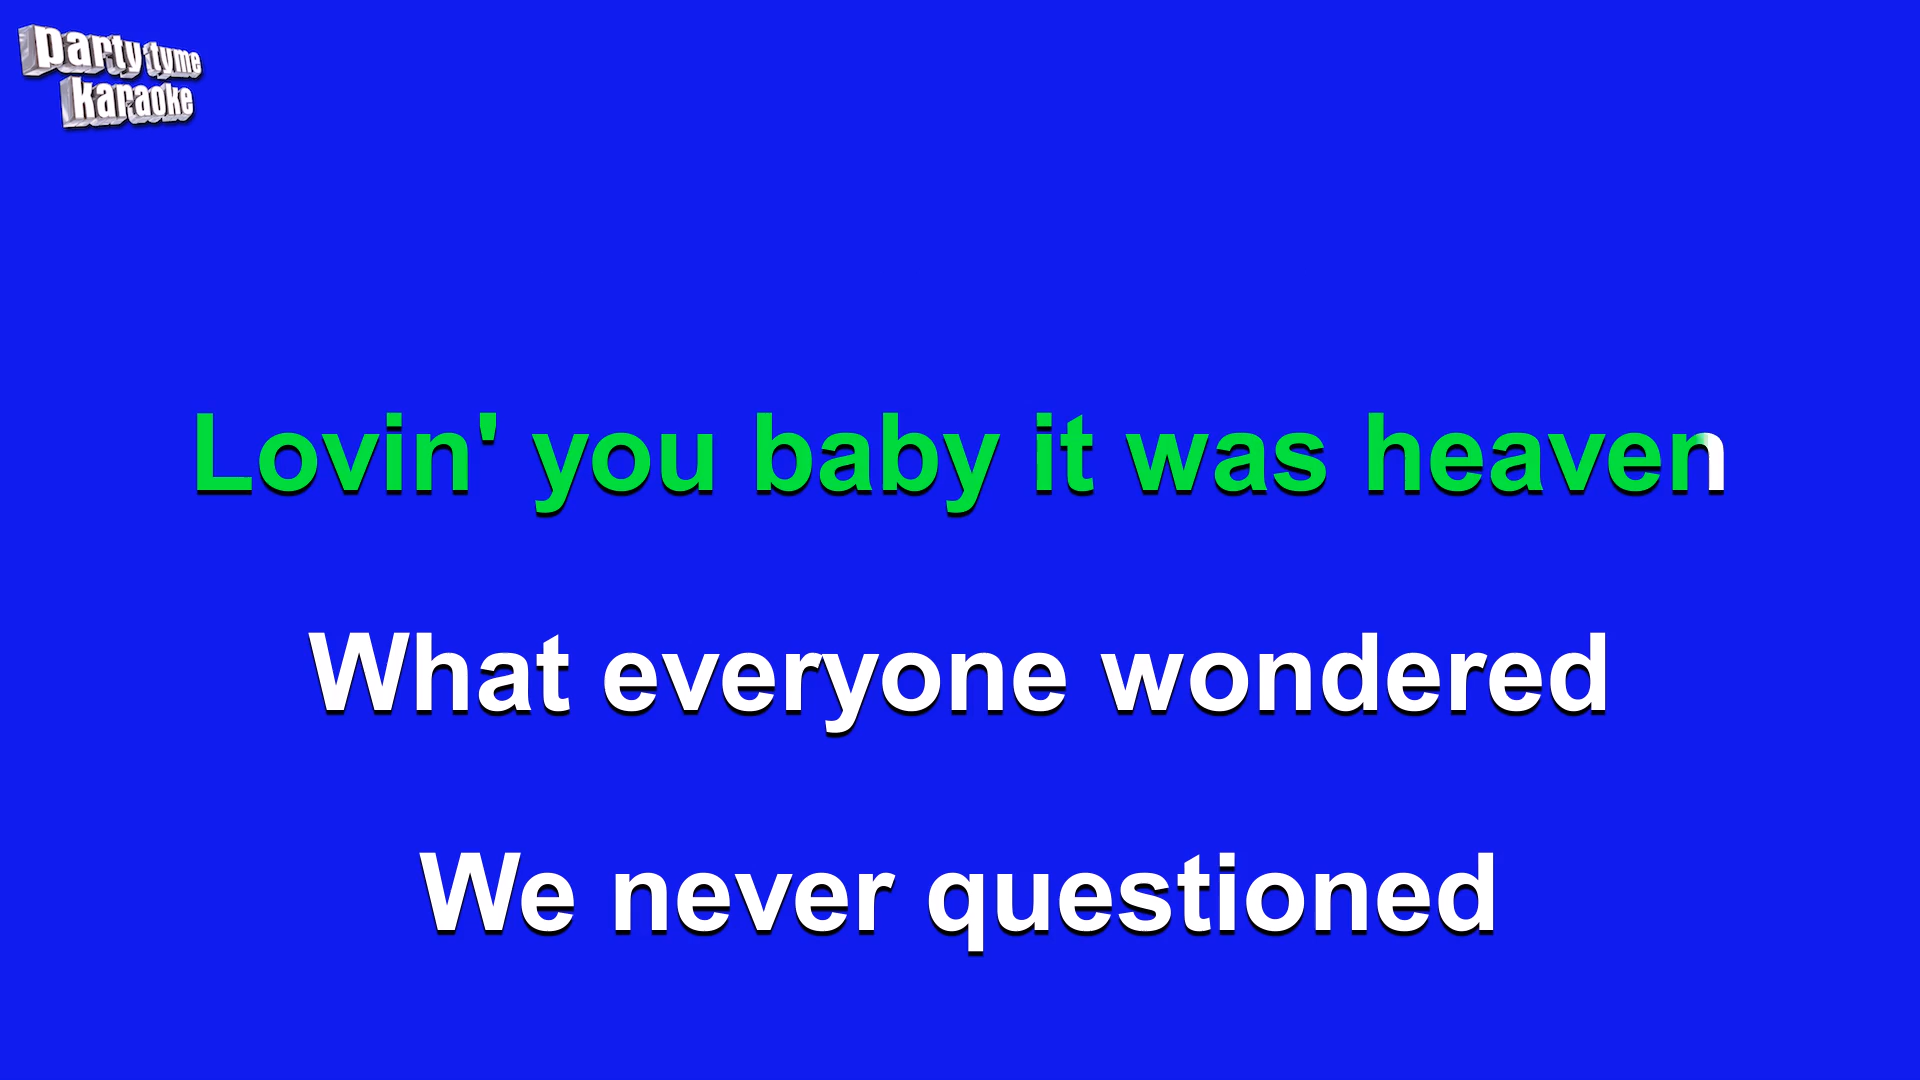 party tyme
karaoke
Lovin' you baby it was heaven
What everyone wondered
We never questioned